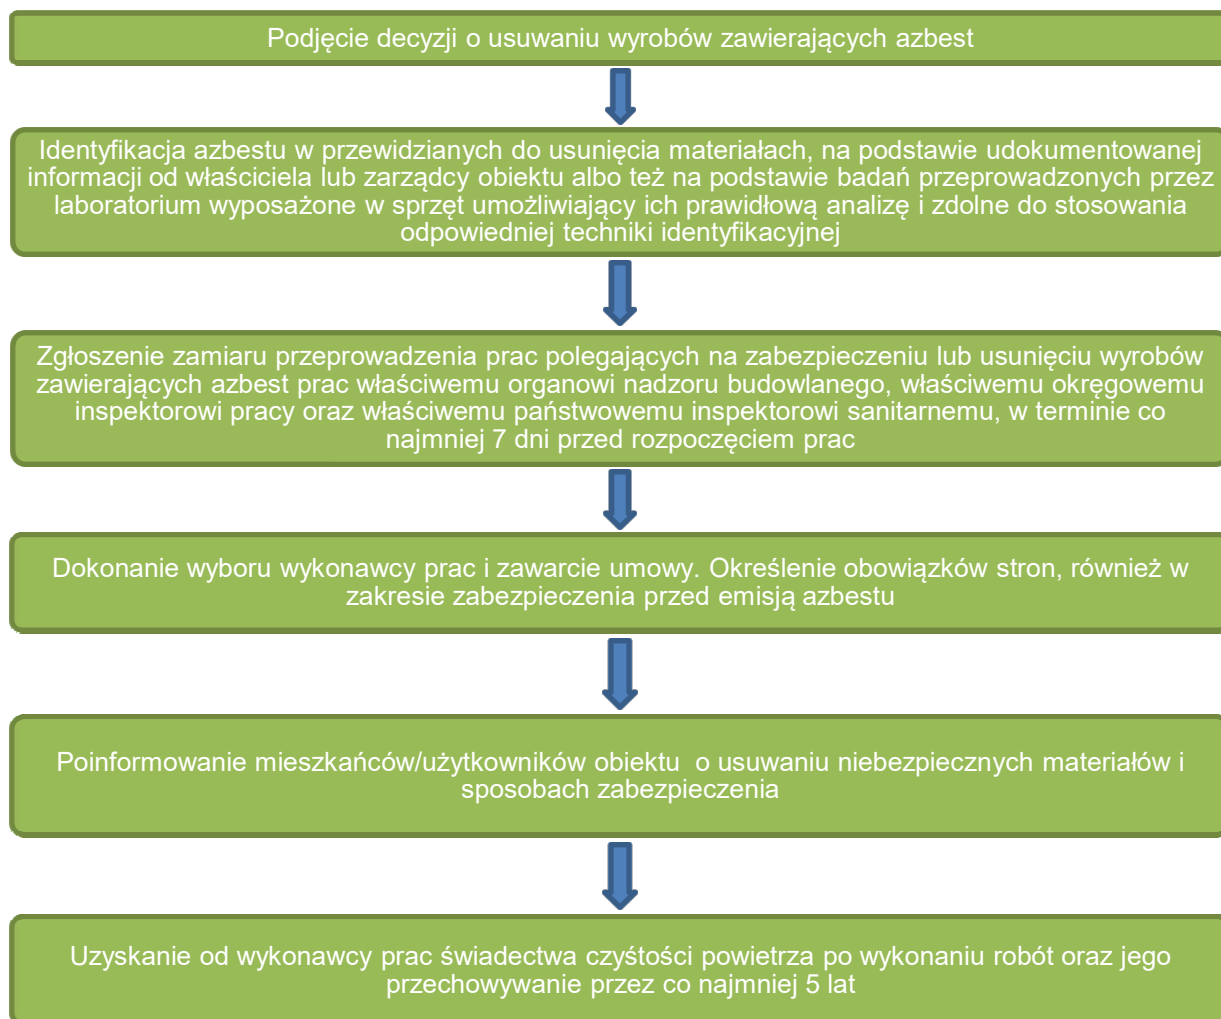 Podjęcie decyzji o usuwaniu wyrobów zawierających azbest
Identyfikacja azbestu w przewidzianych do usunięcia materiałach, na podstawie udokumentowanej
informacji od właściciela lub zarządcy obiektu albo też na podstawie badań przeprowadzonych przez
laboratorium wyposażone w sprzęt umożliwiający ich prawidłową analizę i zdolne do stosowania
odpowiedniej techniki identyfikacyjnej
Zgłoszenie zamiaru przeprowadzenia prac polegających na zabezpieczeniu lub usunięciu wyrobów
zawierających azbest prac właściwemu organowi nadzoru budowlanego, właściwemu okręgowemu
inspektorowi pracy oraz właściwemu państwowemu inspektorowi sanitarnemu, w terminie co
najmniej 7 dni przed rozpoczęciem prac
Dokonanie wyboru wykonawcy prac i zawarcie umowy. Określenie obowiązków stron, również w
zakresie zabezpieczenia przed emisją azbestu
Poinformowanie mieszkańców/użytkowników obiektu o usuwaniu niebezpiecznych materiałów i
sposobach zabezpieczenia
Uzyskanie od wykonawcy prac świadectwa czyśtości powietrza po wykonaniu robót oraz jego
przechowywanie przez co najmniej 5 lat